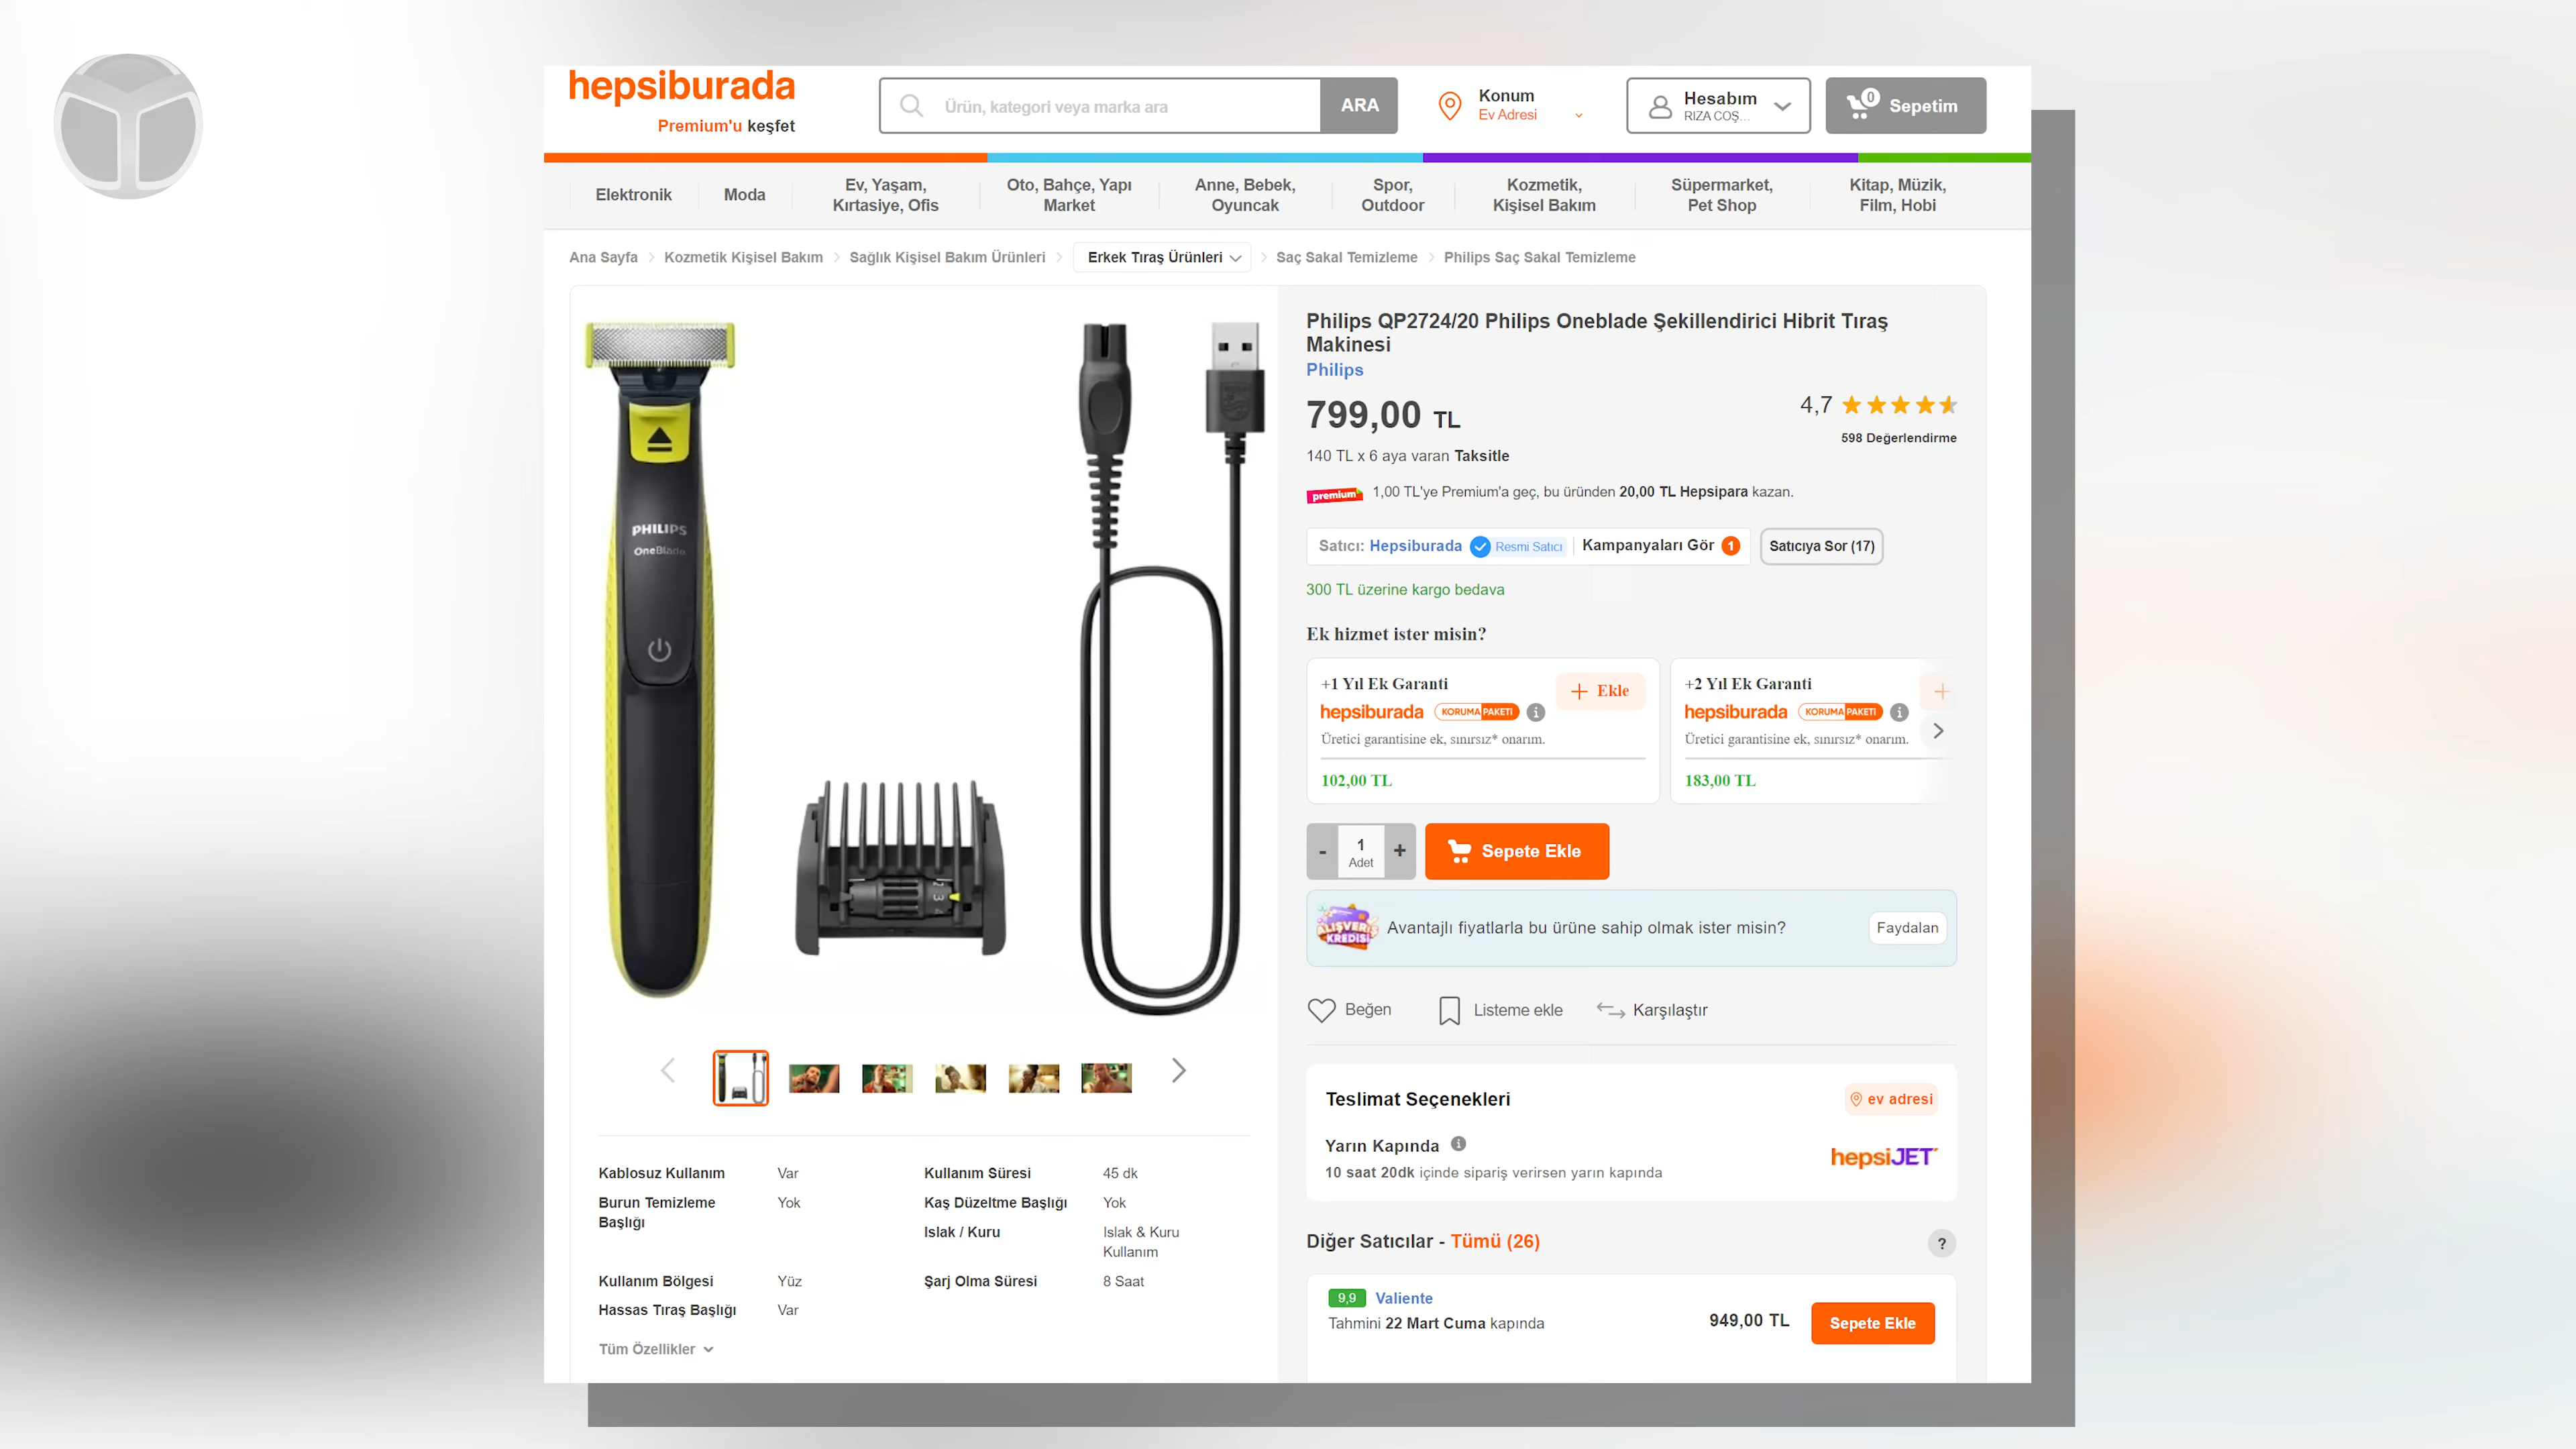 hepsiburada
Premium'u keşfet
Ürün, kategori veya marka ara
ARA
Konum
Ev Adresi
Hesabım
RIZA COŞ...
0
Sepetim
Elektronik
Moda
Ev, Yaşam,
Kırtasiye, Ofis
Oto, Bahçe, Yapı
Market
Anne, Bebek,
Oyuncak
Spor,
Outdoor
Kozmetik,
Kişisel Bakım
Süpermarket,
Pet Shop
Kitap, Müzik,
Film, Hobi
Ana Sayfa
Kozmetik Kişisel Bakım
Sağlık Kişisel Bakım Ürünleri
Erkek Tıraş Ürünleri
Saç Sakal Temizleme
Philips Saç Sakal Temizleme
PHILIPS
OneBlade
2 3 4
Philips QP2724/20 Philips Oneblade Şekillendirici Hibrit Tıraş
Makinesi
Philips
799,00 TL
4,7
598 Değerlendirme
140 TL x 6 aya varan Taksitle
premium 1,00 TL'ye Premium'a geç, bu üründen 20,00 TL Hepsipara kazan.
Satıcı: Hepsiburada Resmi Satıcı Kampanyaları Gör 1
Satıcıya Sor (17)
300 TL üzerine kargo bedava
Ek hizmet ister misin?
+1 Yıl Ek Garanti
+ Ekle
hepsiburada KORUMA PAKETİ i
Üretici garantisine ek, sınırsız* onarım.
102,00 TL
+2 Yıl Ek Garanti
+
hepsiburada KORUMA PAKETİ i
Üretici garantisine ek, sınırsız* onarım.
183,00 TL
- 1 +
Adet
Sepete Ekle
ALIŞVERİŞ
KREDİSİ
Avantajlı fiyatlarla bu ürüne sahip olmak ister misin?
Faydalan
Beğen
Listeme ekle
Karşılaştır
Teslimat Seçenekleri
ev adresi
Yarın Kapında i
10 saat 20dk içinde sipariş verirsen yarın kapında
hepsiJET
Diğer Satıcılar - Tümü (26)
?
9,9 Valiente
Tahmini 22 Mart Cuma kapında
949,00 TL
Sepete Ekle
Kablosuz Kullanım Var
Burun Temizleme Yok
Başlığı
Kullanım Bölgesi Yüz
Hassas Tıraş Başlığı Var
Kullanım Süresi 45 dk
Kaş Düzeltme Başlığı Yok
Islak / Kuru Islak & Kuru
Kullanım
Şarj Olma Süresi 8 Saat
Tüm Özellikler